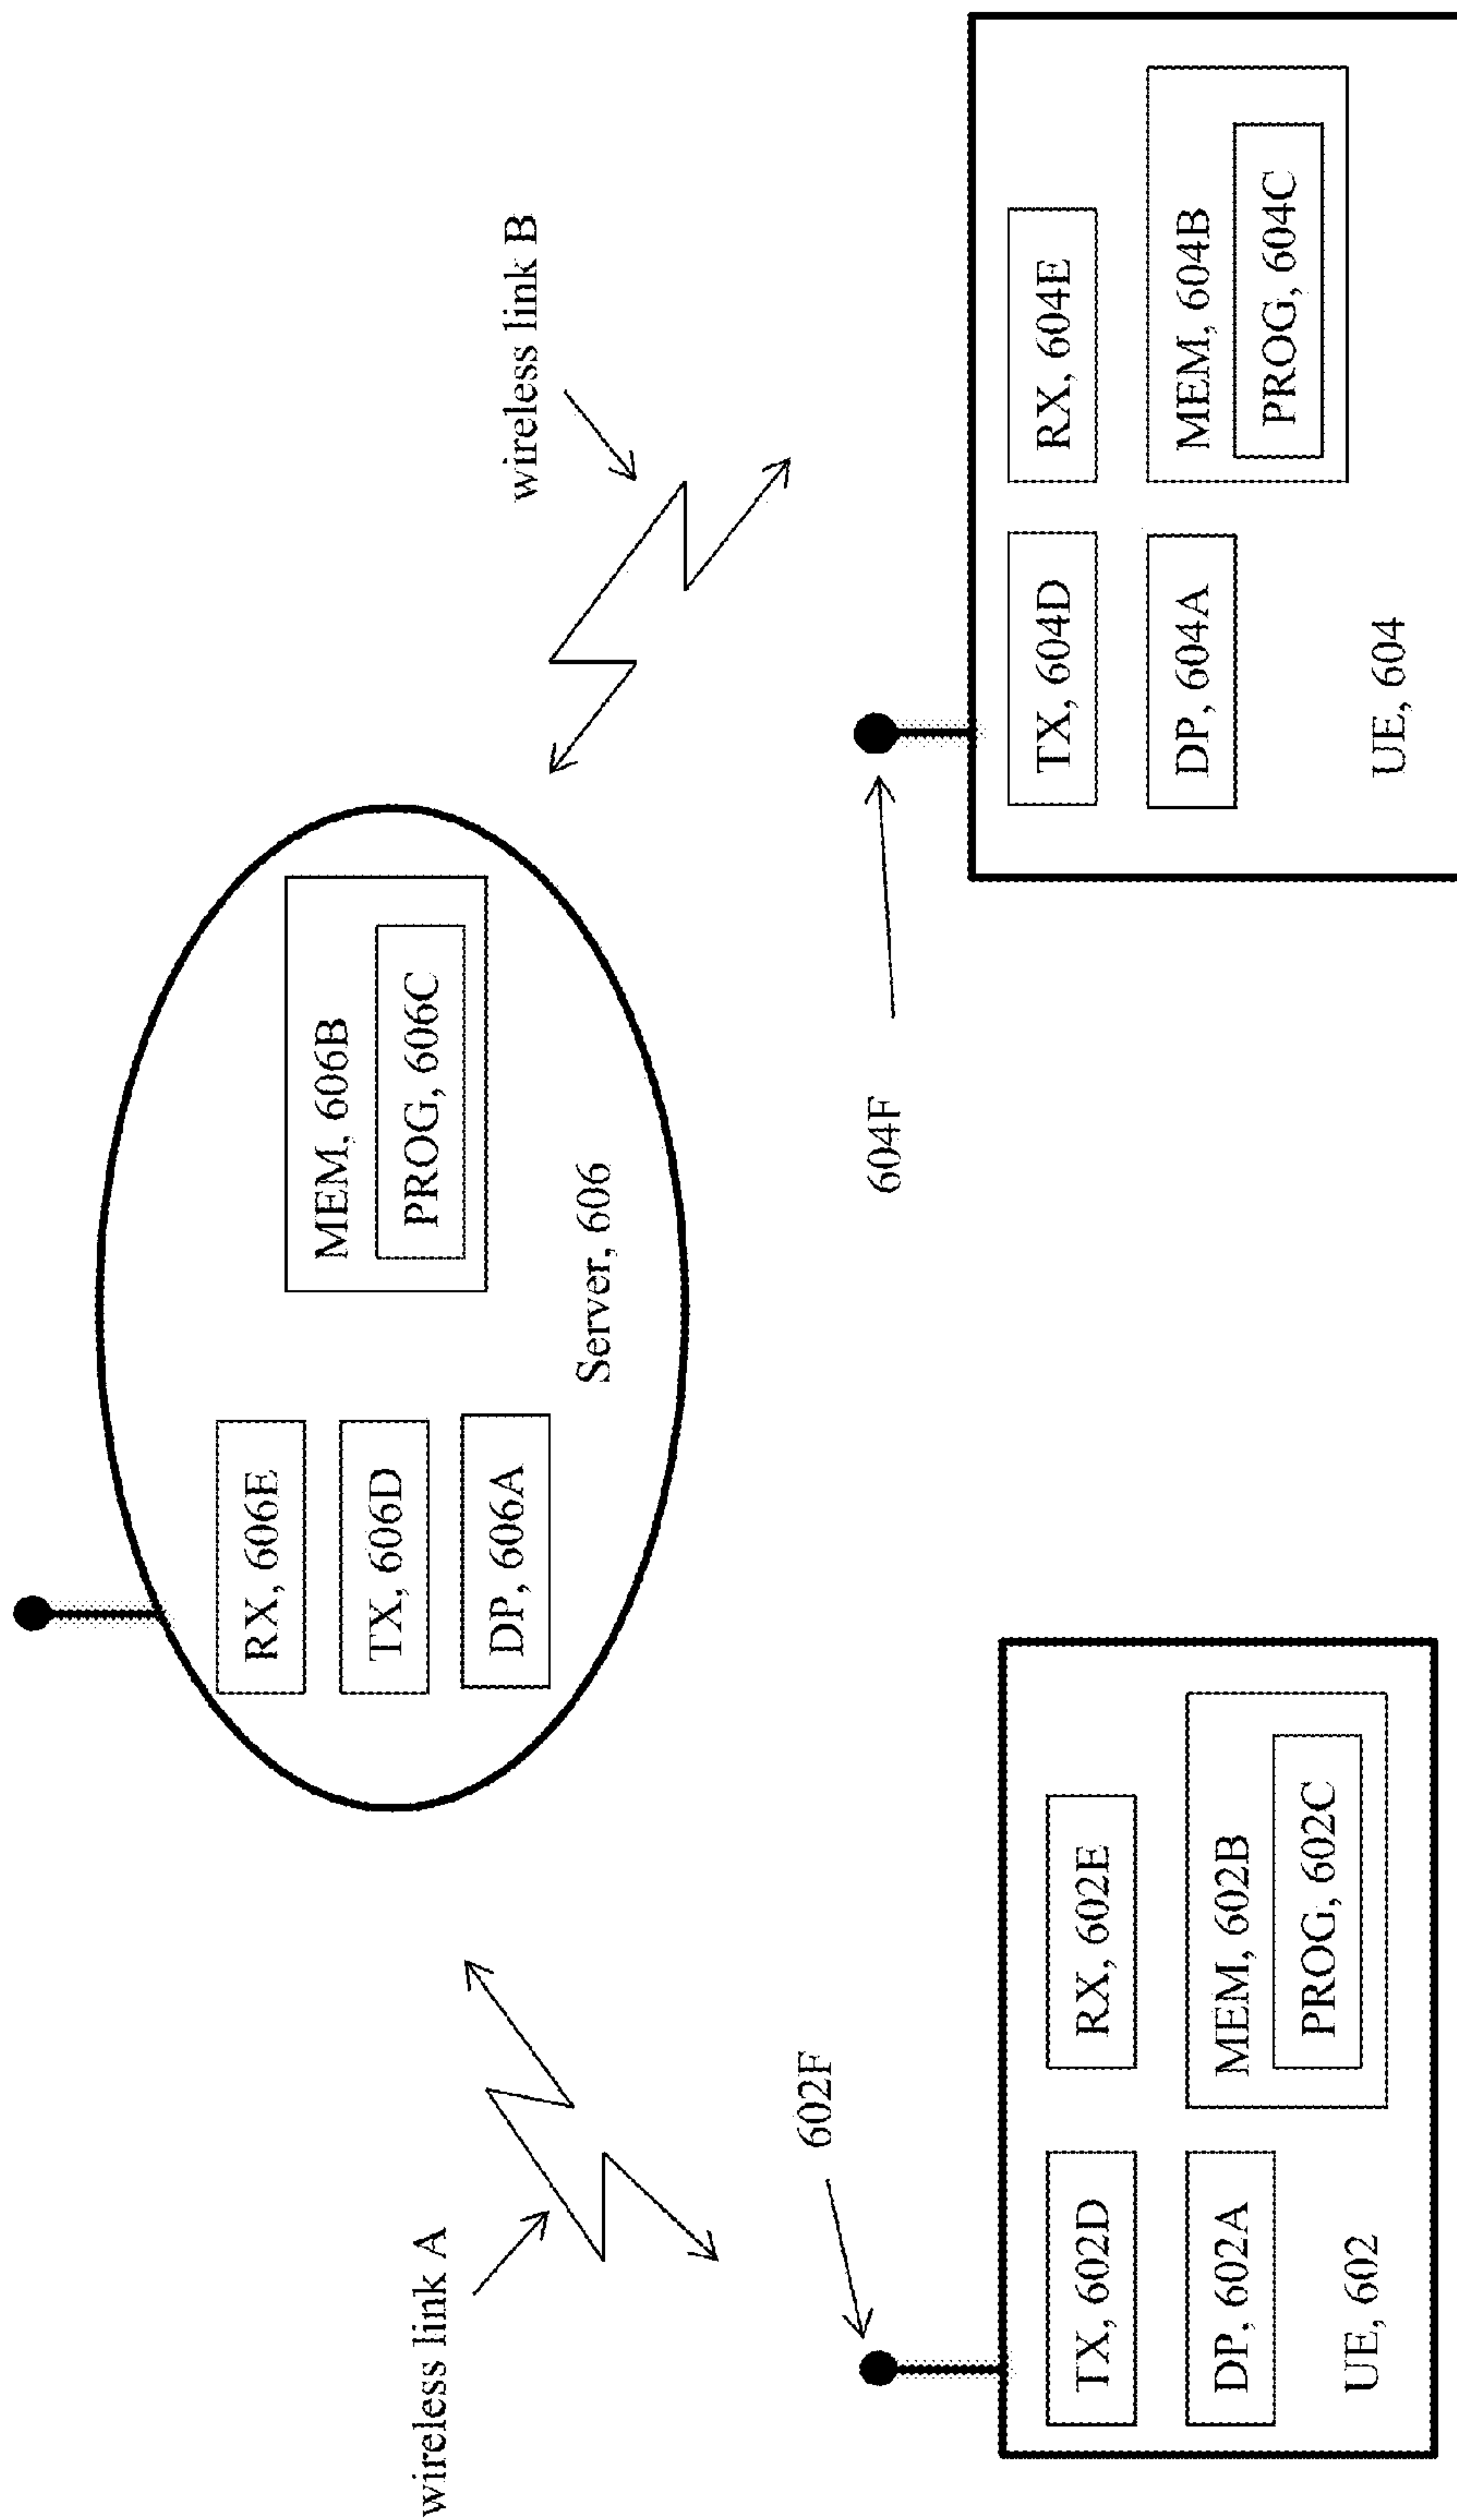 RX, 606E
TX, 606D
DP, 606A
MEM, 606B
PROG, 606C
Server, 606
wireless link A
wireless link B
602F
604F
TX, 602D
RX, 602E
DP, 602A
MEM, 602B
PROG, 602C
UE, 602
TX, 604D
RX, 604E
DP, 604A
MEM, 604B
PROG, 604C
UE, 604